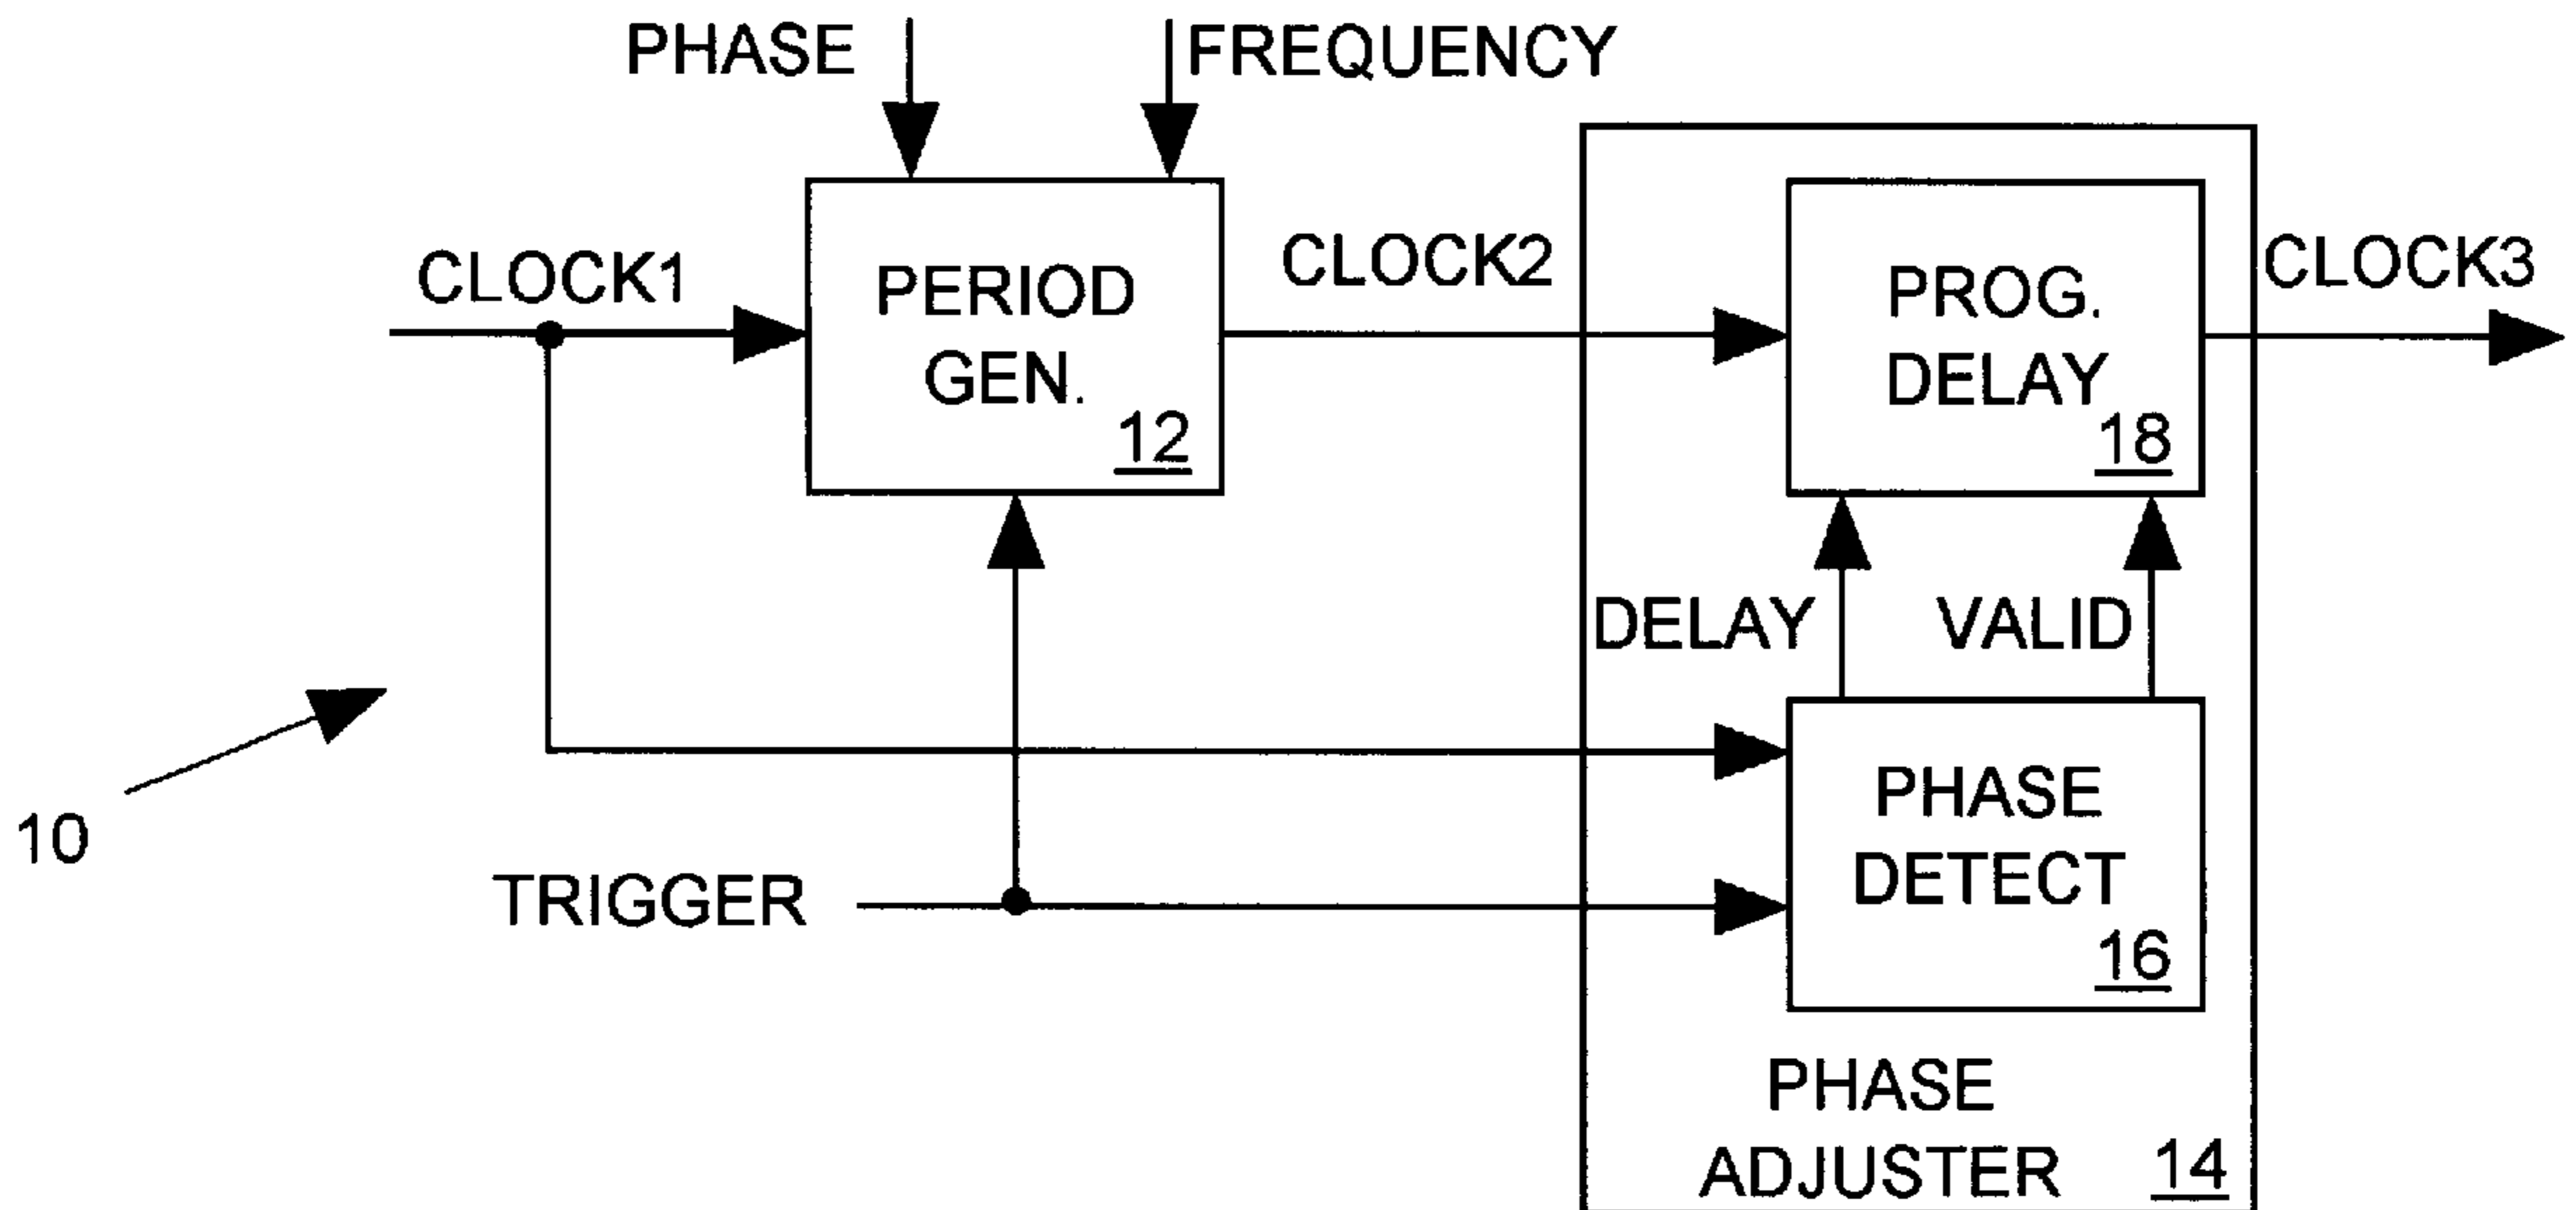 PHASE
FREQUENCY
CLOCK1
PERIOD
GEN.
12
CLOCK2
PROG.
DELAY
18
CLOCK3
DELAY
VALID
10
TRIGGER
PHASE
DETECT
16
PHASE
ADJUSTER
14